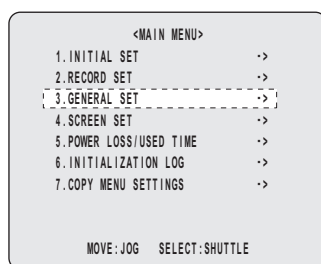 <MAIN MENU>
1.INITIAL SET ->
2.RECORD SET ->
3.GENERAL SET ->
4.SCREEN SET ->
5.POWER LOSS/USED TIME ->
6.INITIALIZATION LOG ->
7.COPY MENU SETTINGS ->
MOVE:JOG SELECT:SHUTTLE